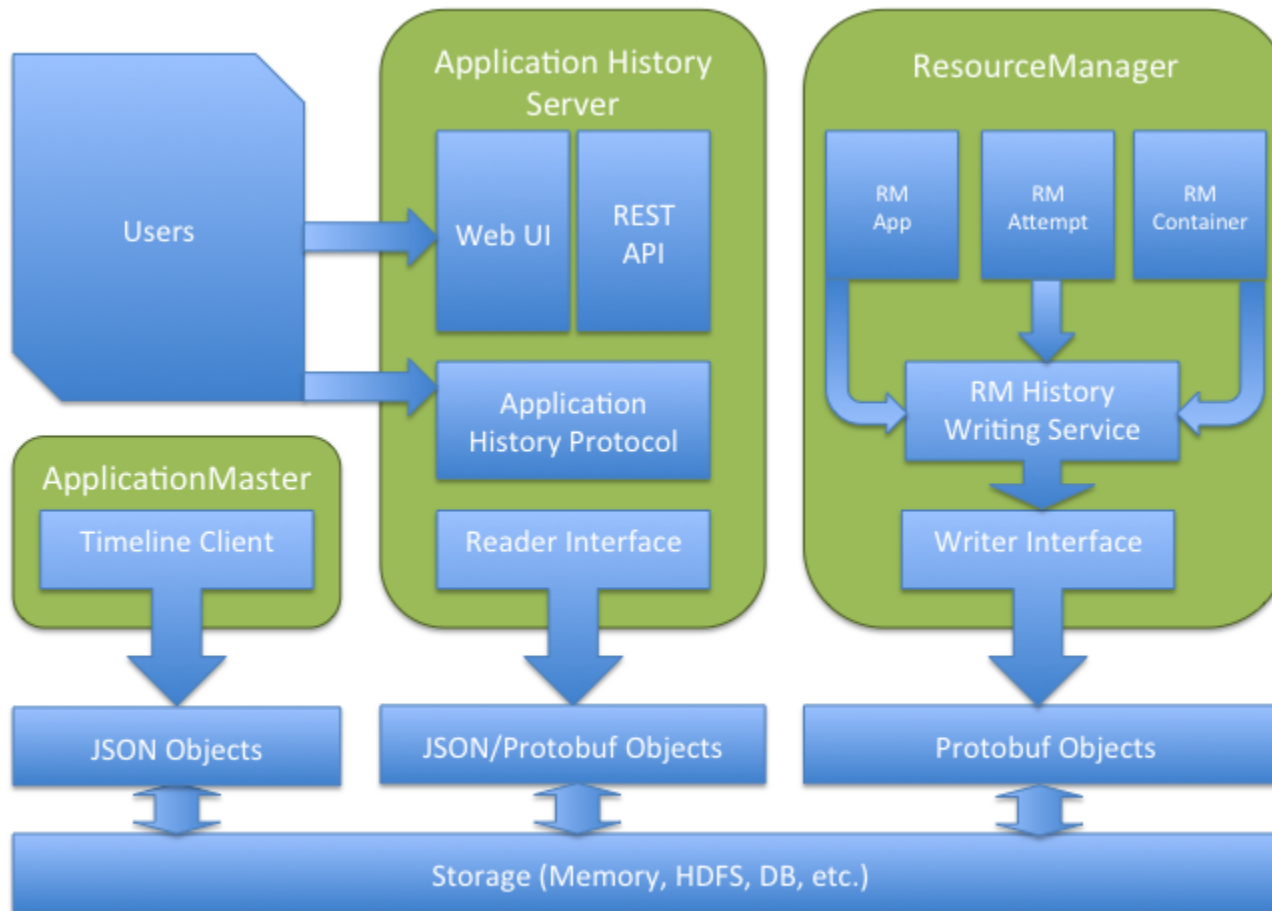 Application History
Server
ResourceManager
Users
Web UI
REST
API
RM
App
RM
Attempt
RM
Container
Application
History Protocol
RM History
Writing Service
ApplicationMaster
Timeline Client
Reader Interface
Writer Interface
JSON Objects
JSON/Protobuf Objects
Protobuf Objects
Storage (Memory, HDFS, DB, etc.)